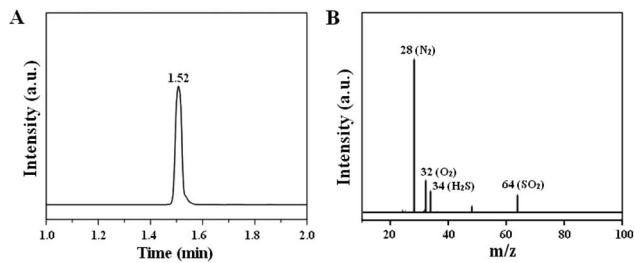 A
Intensity (a.u.)
1.52
1.0 1.2 1.4 1.6 1.8 2.0
Time (min)
B
Intensity (a.u.)
28 (N₂)
32 (O₂)
34 (H₂S)
64 (SO₂)
20 40 60 80 100
m/z